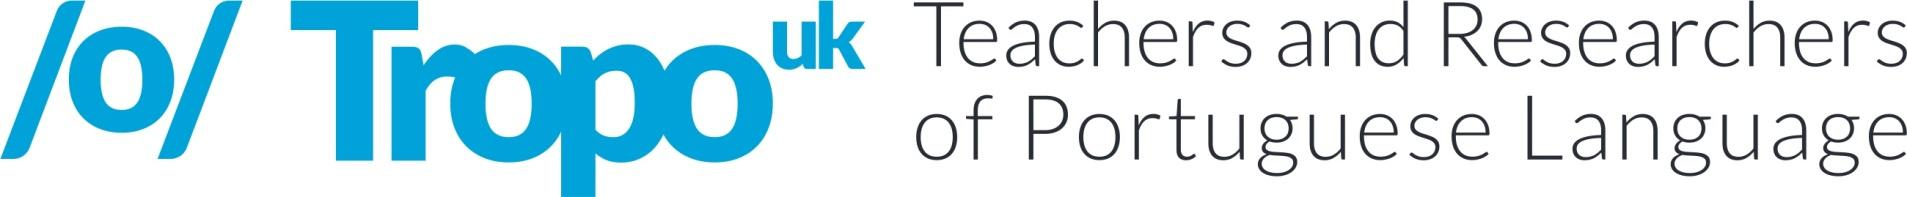 /o/ Tropo uk
Teachers and Researchers
of Portuguese Language